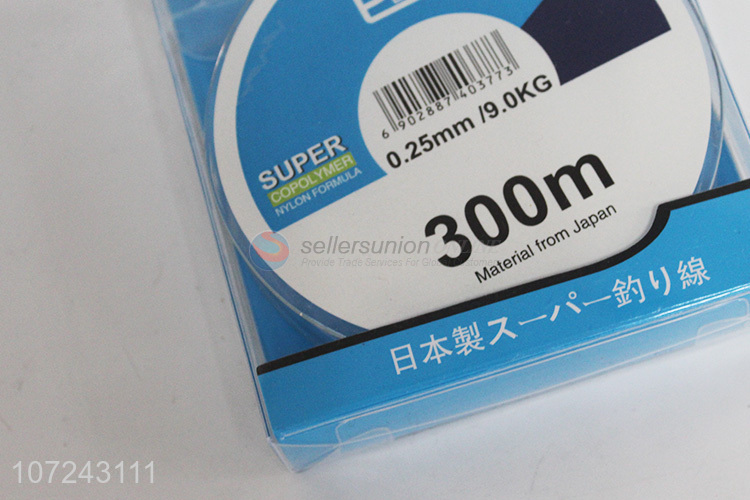 6 902887 403773
0.25mm /9.0KG
SUPER
COPOLYMER
NYLON FORMULA
300m
Material from Japan
sellersunion
日本製スーパー釣り線
107243111